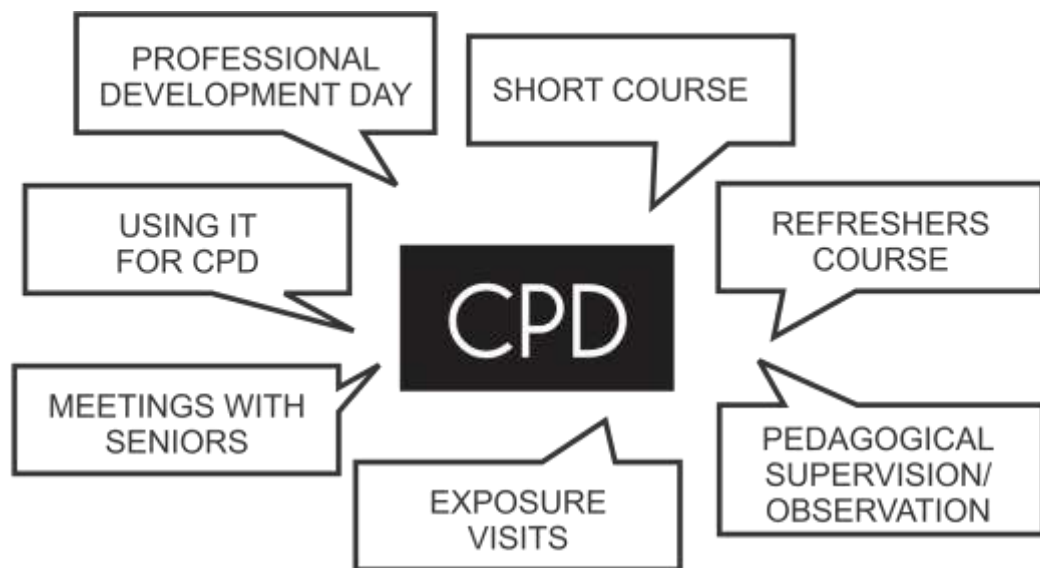 PROFESSIONAL
DEVELOPMENT DAY
SHORT COURSE
USING IT
FOR CPD
REFRESHERS
COURSE
CPD
MEETINGS WITH
SENIORS
PEDAGOGICAL
SUPERVISION/
OBSERVATION
EXPOSURE
VISITS